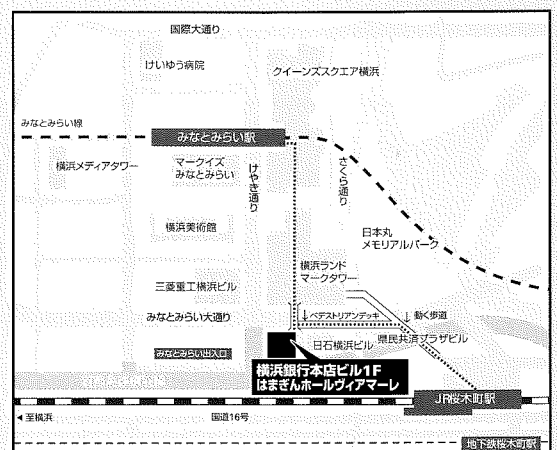 国際大通り
けいゆう病院
クイーンズスクエア横浜
みなとみらい線
みなとみらい駅
横浜メディアタワー
マークイズ
みなとみらい
けやき通り
さくら通り
横浜美術館
日本丸
メモリアルパーク
横浜ランド
マークタワー
三菱重工横浜ビル
みなとみらい大通り
↓ペデストリアンデッキ
↓ 動く歩道
みなとみらい出入口
日石横浜ビル
県民共済プラザビル
横浜銀行本店ビル1F
はまぎんホールヴィアマーレ
JR桜木町駅
◀至横浜
国道16号
地下鉄桜木町駅